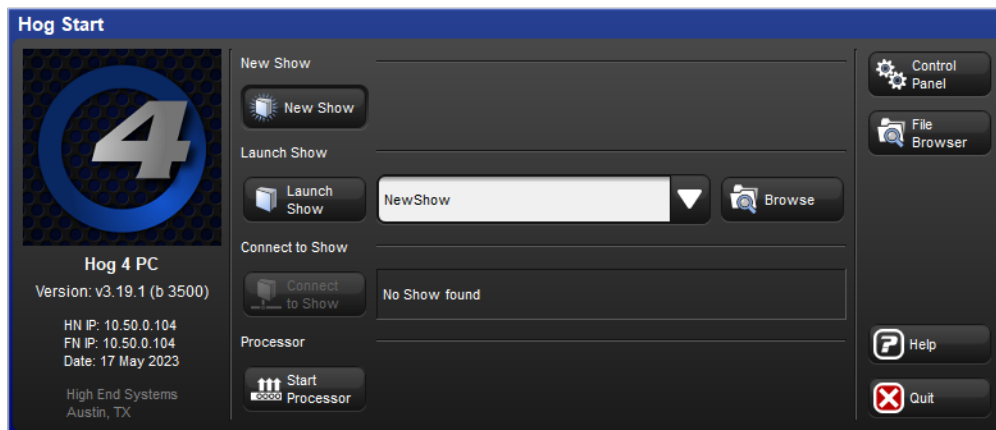 Hog Start
4
Hog 4 PC
Version: v3.19.1 (b 3500)
HN IP: 10.50.0.104
FN IP: 10.50.0.104
Date: 17 May 2023
High End Systems
Austin, TX
New Show
New Show
Launch Show
Launch
Show
NewShow
Browse
Connect to Show
Connect
to Show
No Show found
Processor
Start
Processor
Control
Panel
File
Browser
? Help
Quit